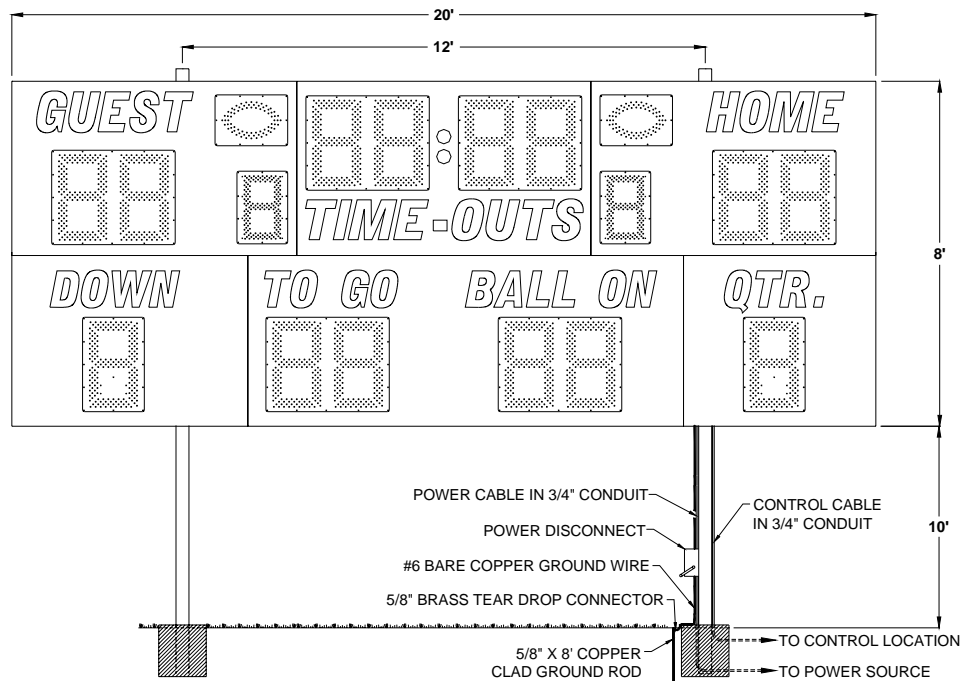 20'
12'
GUEST
HOME
TIME-OUTS
8'
DOWN
TO GO
BALL ON
QTR.
POWER CABLE IN 3/4" CONDUIT
CONTROL CABLE
IN 3/4" CONDUIT
POWER DISCONNECT
10'
#6 BARE COPPER GROUND WIRE
5/8" BRASS TEAR DROP CONNECTOR
5/8" X 8' COPPER
CLAD GROUND ROD
TO CONTROL LOCATION
TO POWER SOURCE